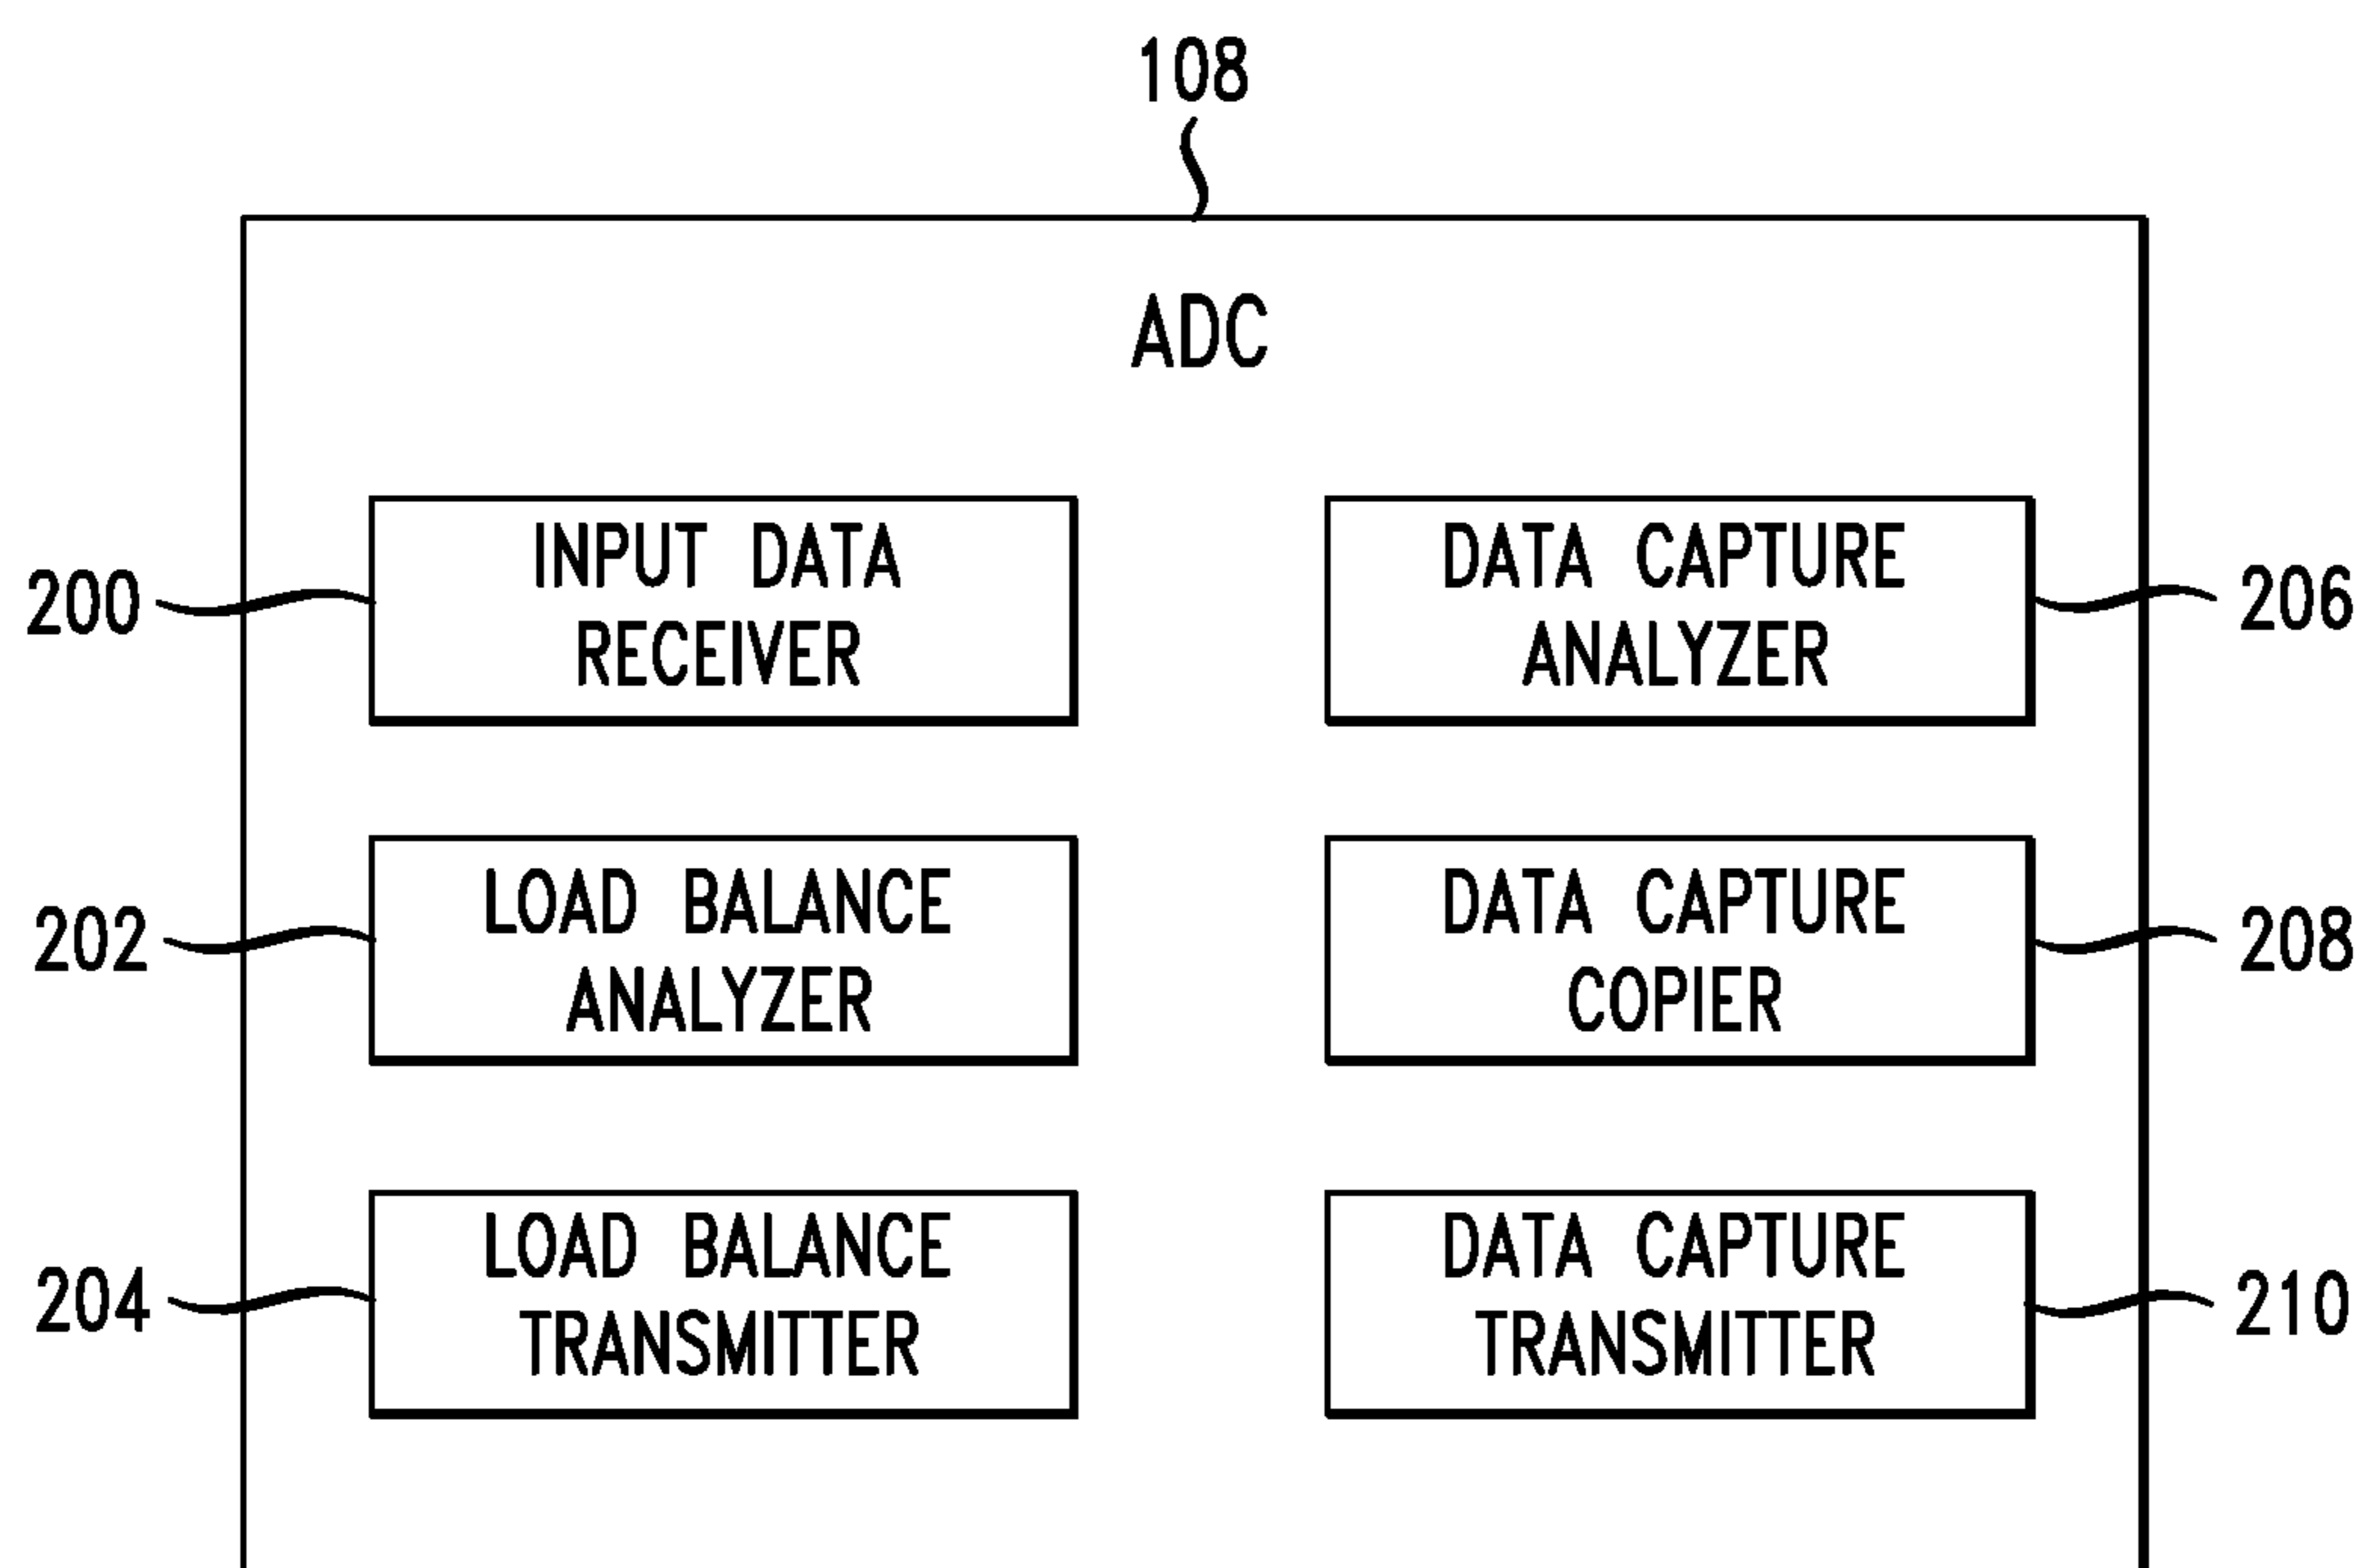 108
ADC
200
INPUT DATA
RECEIVER
DATA CAPTURE
ANALYZER
206
202
LOAD BALANCE
ANALYZER
DATA CAPTURE
COPIER
208
204
LOAD BALANCE
TRANSMITTER
DATA CAPTURE
TRANSMITTER
210